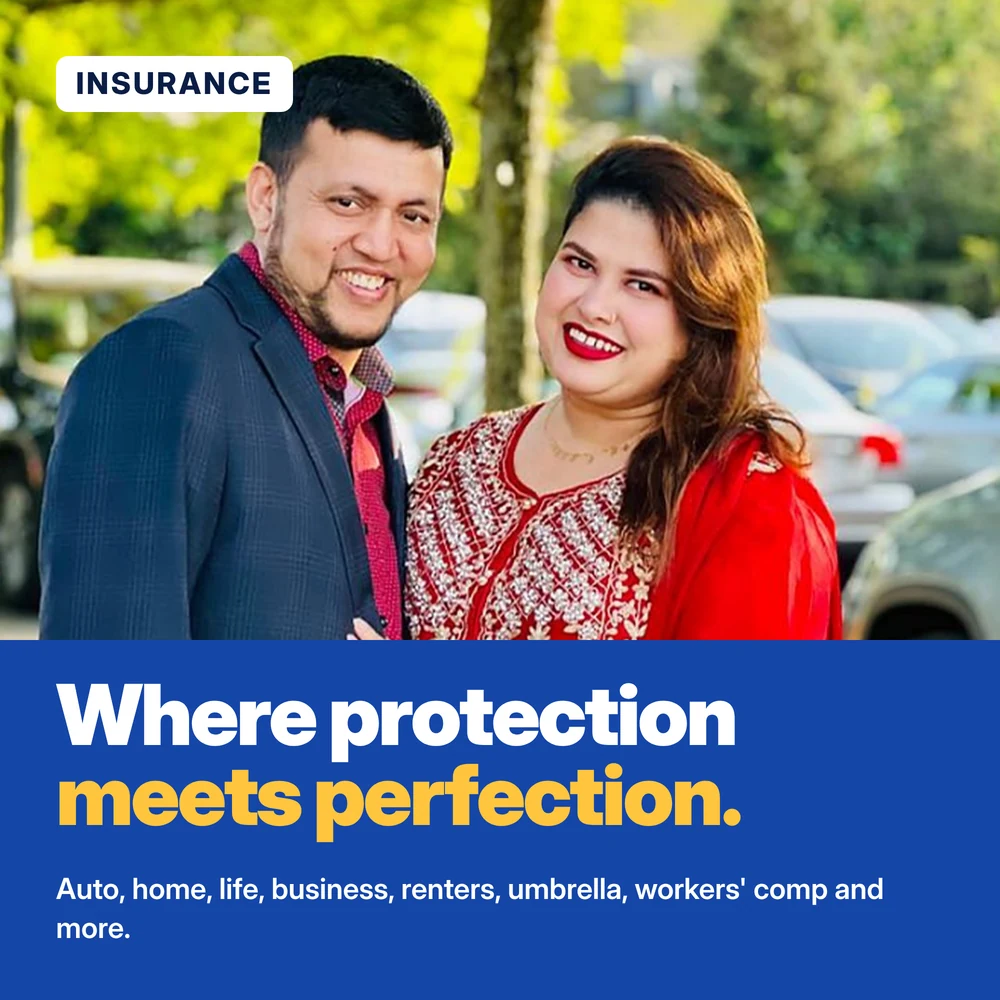 INSURANCE
Where protection
meets perfection.
Auto, home, life, business, renters, umbrella, workers' comp and
more.